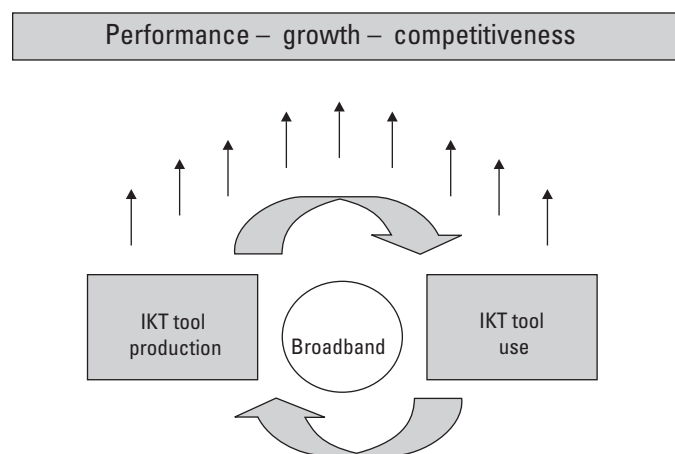 Performance – growth – competitiveness
IKT tool
production
Broadband
IKT tool
use